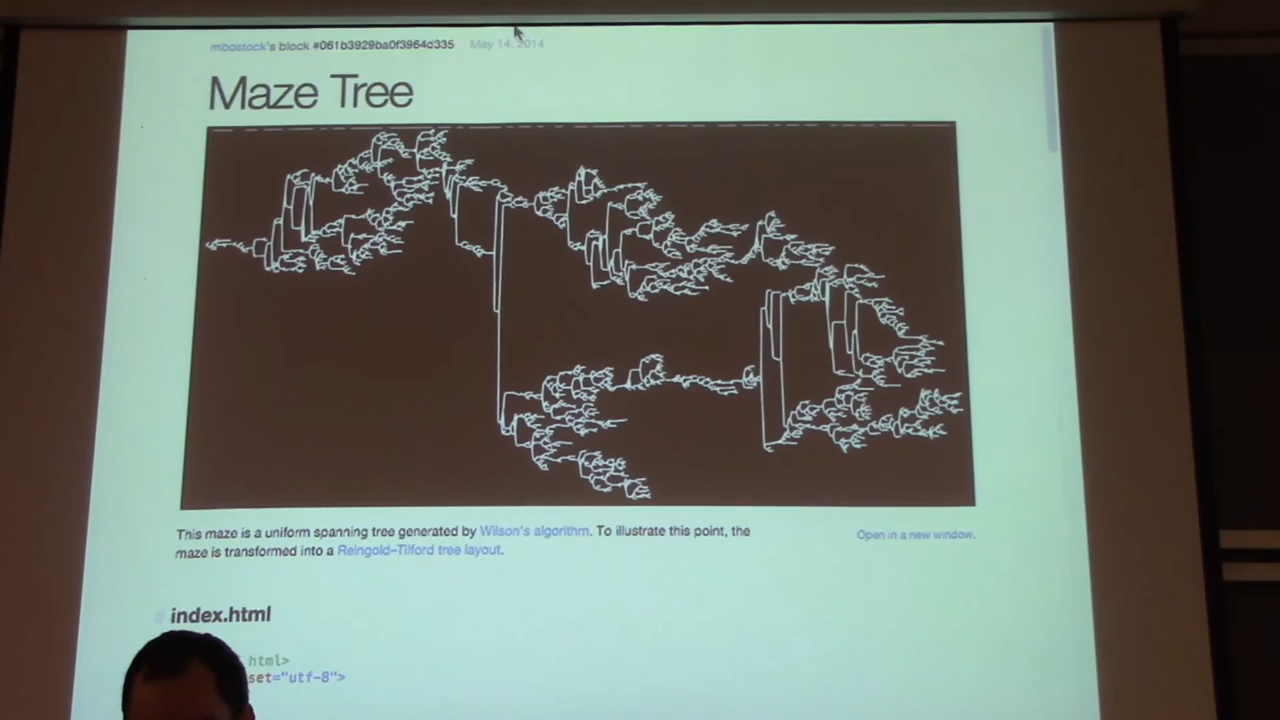 mbostock's block #061b3929ba0f3964d335 May 14, 2014
Maze Tree
This maze is a uniform spanning tree generated by Wilson's algorithm. To illustrate this point, the
maze is transformed into a Reingold–Tilford tree layout.
Open in a new window.
# index.html
html>
set="utf-8">